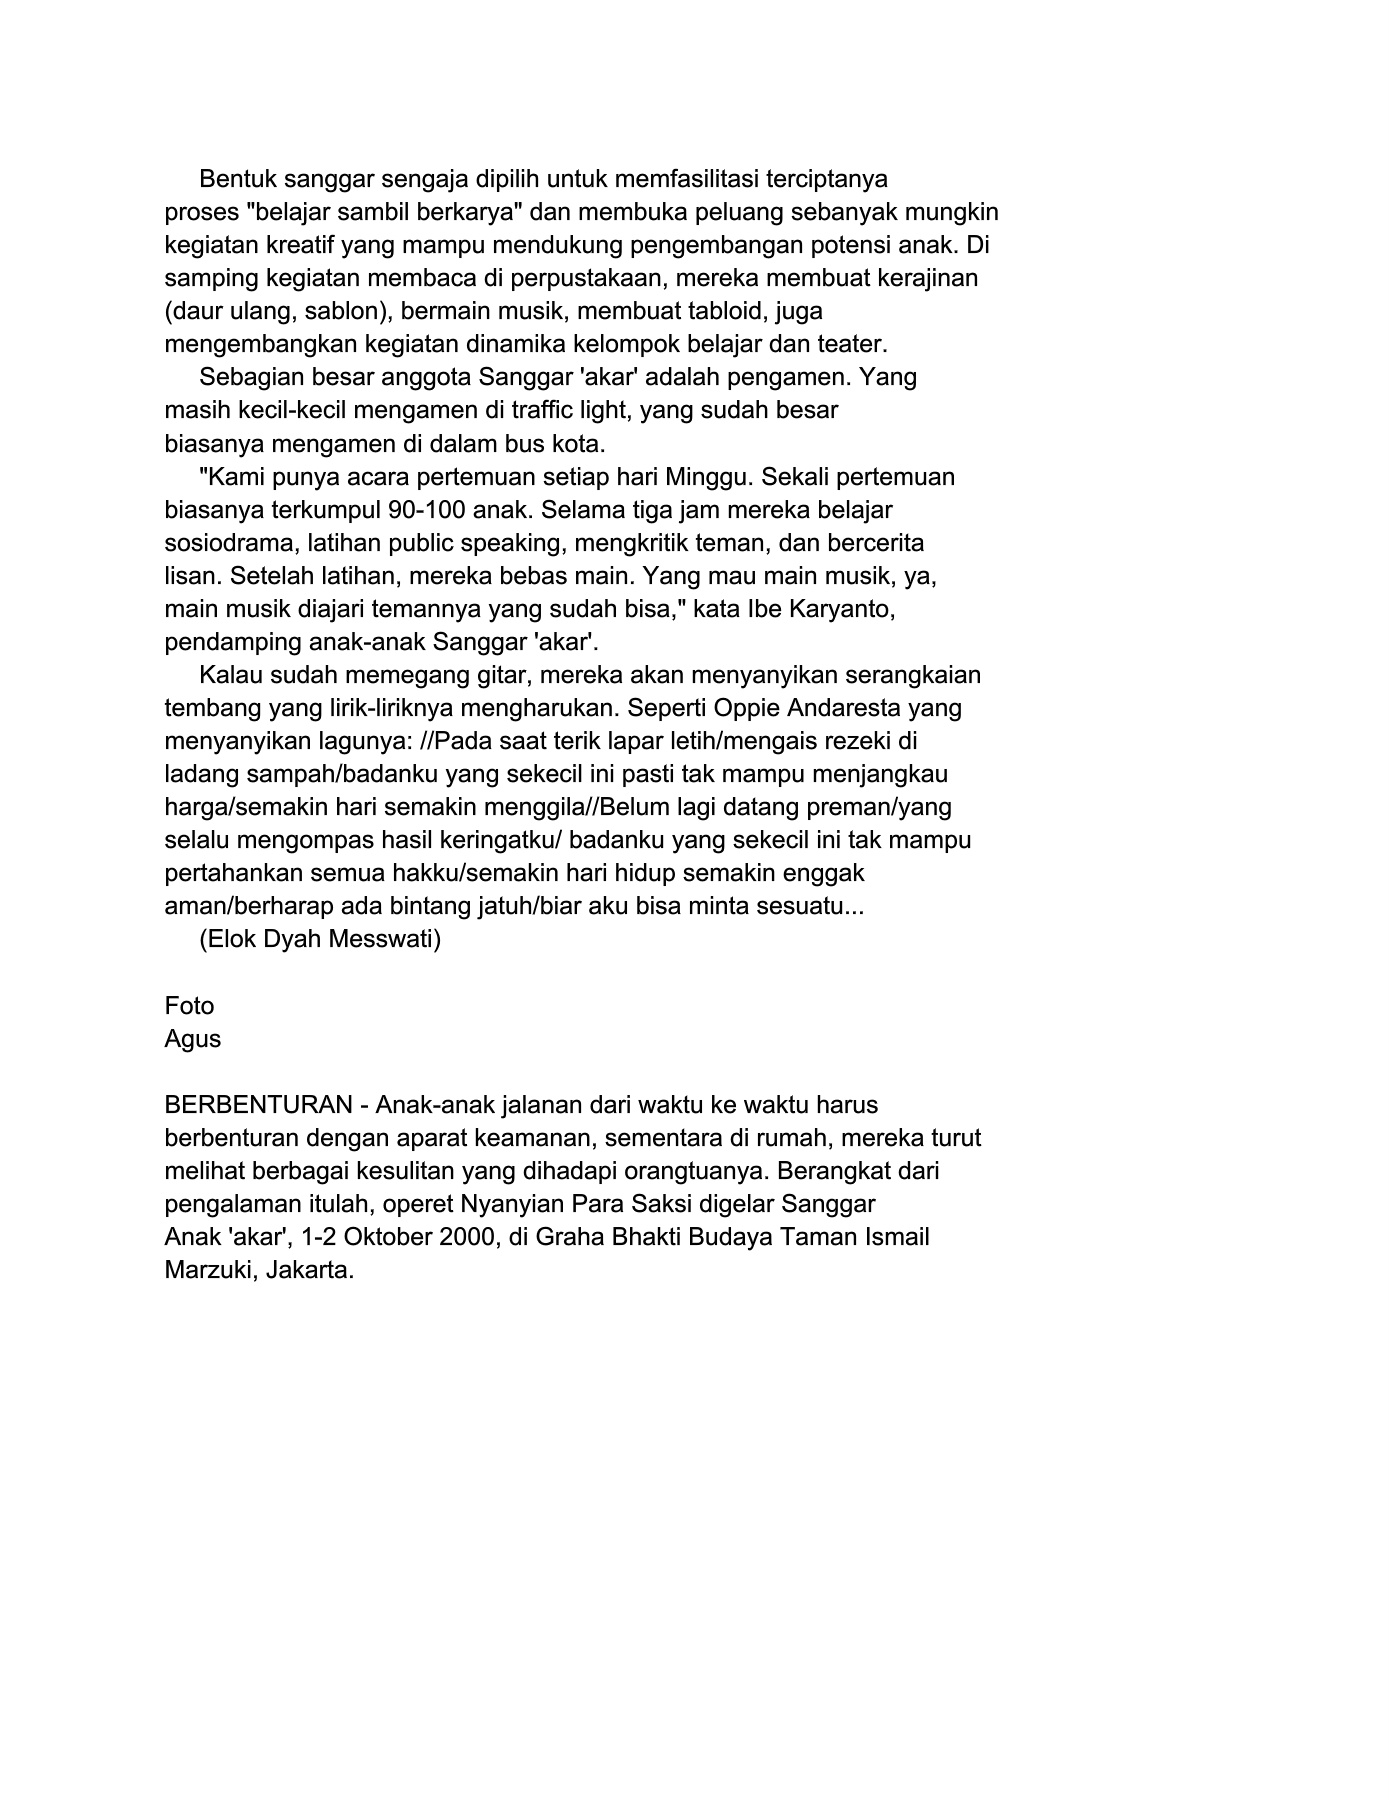 Bentuk sanggar sengaja dipilih untuk memfasilitasi terciptanya
proses "belajar sambil berkarya" dan membuka peluang sebanyak mungkin
kegiatan kreatif yang mampu mendukung pengembangan potensi anak. Di
samping kegiatan membaca di perpustakaan, mereka membuat kerajinan
(daur ulang, sablon), bermain musik, membuat tabloid, juga
mengembangkan kegiatan dinamika kelompok belajar dan teater.
Sebagian besar anggota Sanggar 'akar' adalah pengamen. Yang
masih kecil-kecil mengamen di traffic light, yang sudah besar
biasanya mengamen di dalam bus kota.
"Kami punya acara pertemuan setiap hari Minggu. Sekali pertemuan
biasanya terkumpul 90-100 anak. Selama tiga jam mereka belajar
sosiodrama, latihan public speaking, mengkritik teman, dan bercerita
lisan. Setelah latihan, mereka bebas main. Yang mau main musik, ya,
main musik diajari temannya yang sudah bisa," kata Ibe Karyanto,
pendamping anak-anak Sanggar 'akar'.
Kalau sudah memegang gitar, mereka akan menyanyikan serangkaian
tembang yang lirik-liriknya mengharukan. Seperti Oppie Andaresta yang
menyanyikan lagunya: //Pada saat terik lapar letih/mengais rezeki di
ladang sampah/badanku yang sekecil ini pasti tak mampu menjangkau
harga/semakin hari semakin menggila//Belum lagi datang preman/yang
selalu mengompas hasil keringatku/ badanku yang sekecil ini tak mampu
pertahankan semua hakku/semakin hari hidup semakin enggak
aman/berharap ada bintang jatuh/biar aku bisa minta sesuatu...
(Elok Dyah Messwati)
Foto
Agus
BERBENTURAN - Anak-anak jalanan dari waktu ke waktu harus
berbenturan dengan aparat keamanan, sementara di rumah, mereka turut
melihat berbagai kesulitan yang dihadapi orangtuanya. Berangkat dari
pengalaman itulah, operet Nyanyian Para Saksi digelar Sanggar
Anak 'akar', 1-2 Oktober 2000, di Graha Bhakti Budaya Taman Ismail
Marzuki, Jakarta.